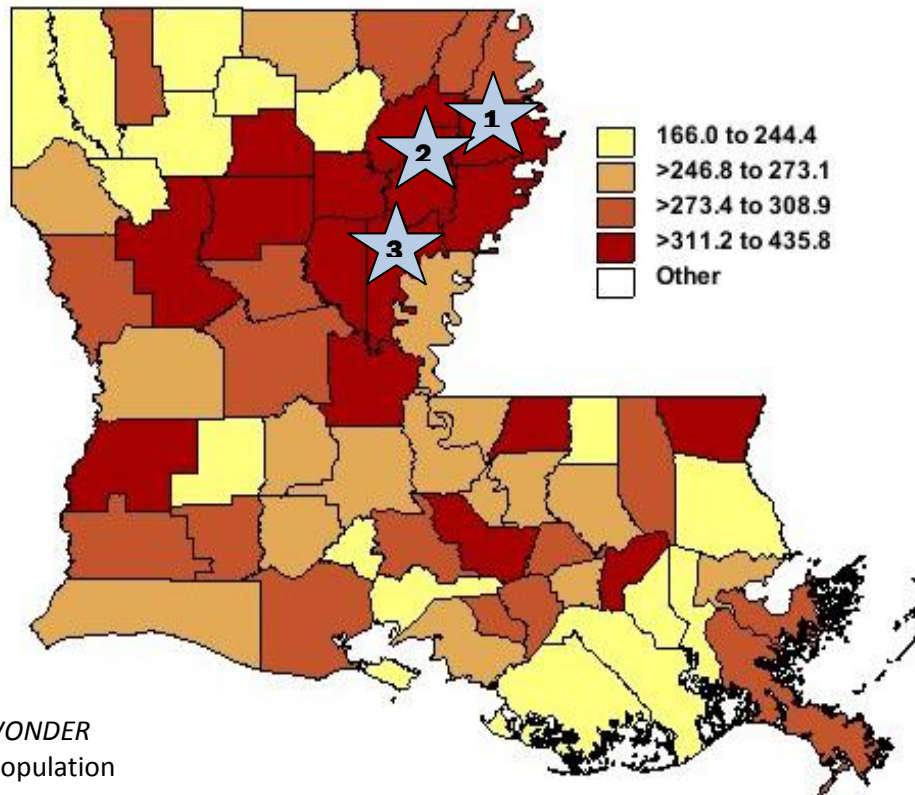 1
2
3
166.0 to 244.4
>246.8 to 273.1
>273.4 to 308.9
>311.2 to 435.8
Other
ONDER
opulation